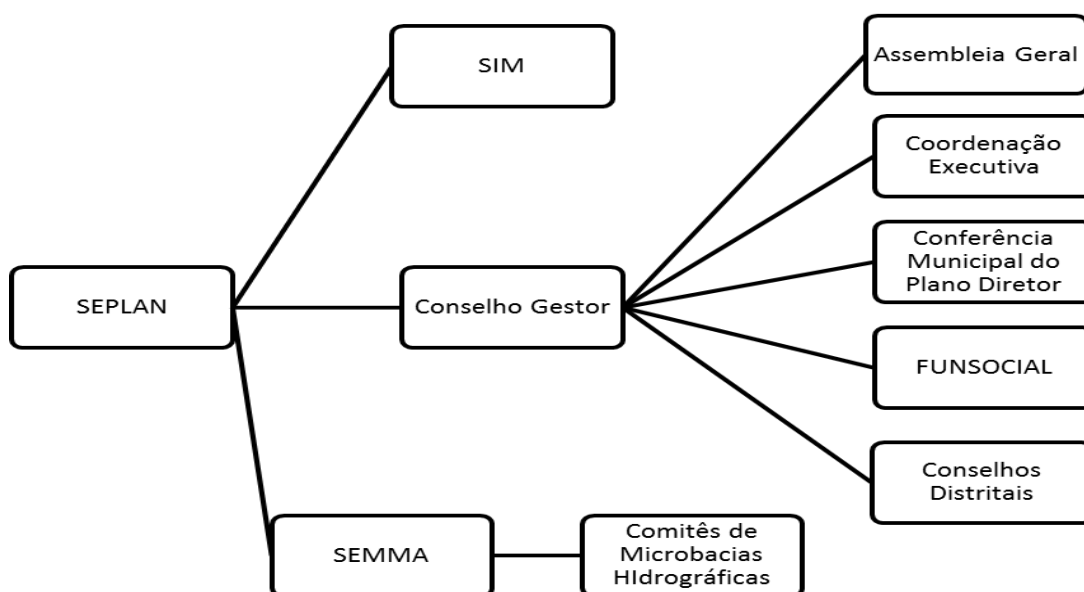 SIM
Assembleia Geral
Coordenação
Executiva
SEPLAN
Conselho Gestor
Conferência
Municipal do
Plano Diretor
FUNSOCIAL
Conselhos
Distritais
SEMMA
Comitês de
Microbacias
HIdrográficas